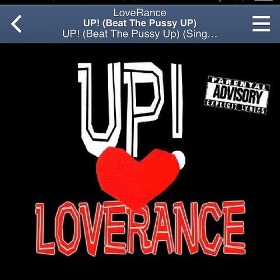 LoveRance
UP! (Beat The Pussy UP)
UP! (Beat The Pussy Up) (Sing…
UP!
PARENTAL
ADVISORY
EXPLICIT LYRICS
LOVERANCE